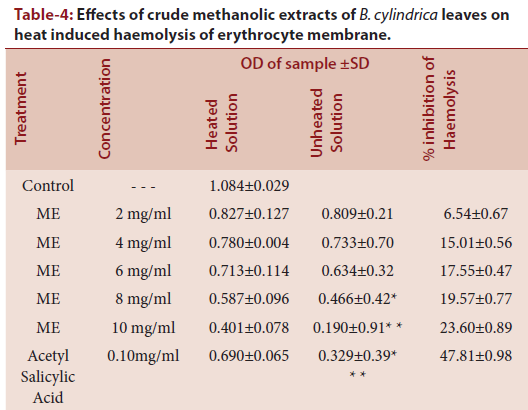 Table-4: Effects of crude methanolic extracts of B. cylindrica leaves on
heat induced haemolysis of erythrocyte membrane.
Treatment Concentration OD of sample ±SD % inhibition of Haemolysis
Heated Solution Unheated Solution
Control - - - 1.084±0.029
ME 2 mg/ml 0.827±0.127 0.809±0.21 6.54±0.67
ME 4 mg/ml 0.780±0.004 0.733±0.70 15.01±0.56
ME 6 mg/ml 0.713±0.114 0.634±0.32 17.55±0.47
ME 8 mg/ml 0.587±0.096 0.466±0.42* 19.57±0.77
ME 10 mg/ml 0.401±0.078 0.190±0.91* * 23.60±0.89
Acetyl 0.10mg/ml 0.690±0.065 0.329±0.39* 47.81±0.98
Salicylic * *
Acid